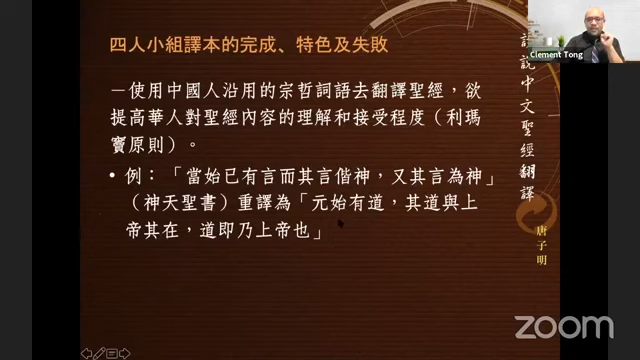 四人小組譯本的完成、特色及失敗
－使用中國人沿用的宗哲詞語去翻譯聖經，欲
提高華人對聖經內容的理解和接受程度（利瑪
竇原則）。
• 例：「當始已有言而其言偕神，又其言為神」
（神天聖書）重譯為「元始有道，其道與上
帝共在，道即乃上帝也」
說中文聖經翻譯
唐子明
Clement Tong
zoom